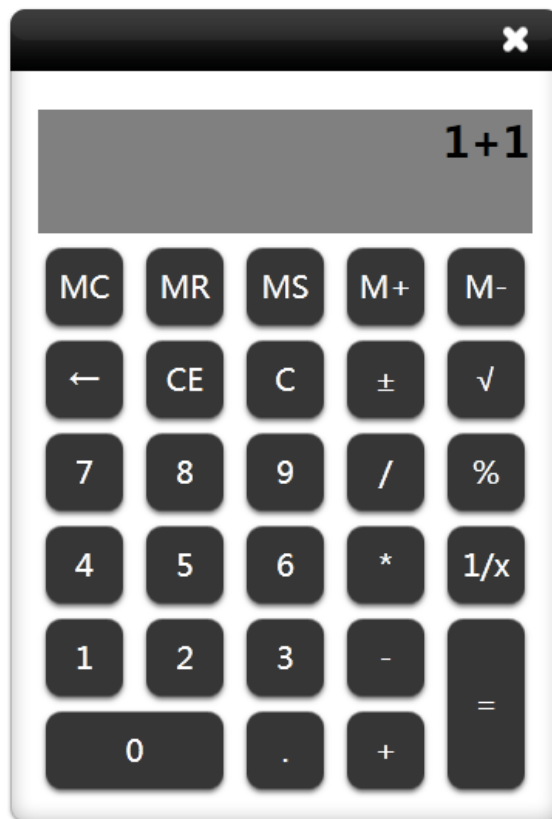 1+1
MC MR MS M+ M-
← CE C ± √
7 8 9 / %
4 5 6 * 1/x
1 2 3 - =
0 . +